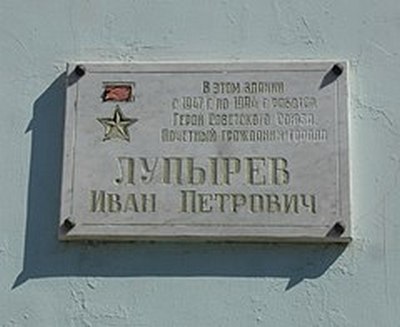 В этом здании
с 1947 г. по 1984 г. работал
Герой Советского Союза,
Почетный гражданин города
ЛУПЫРЕВ
Иван Петрович